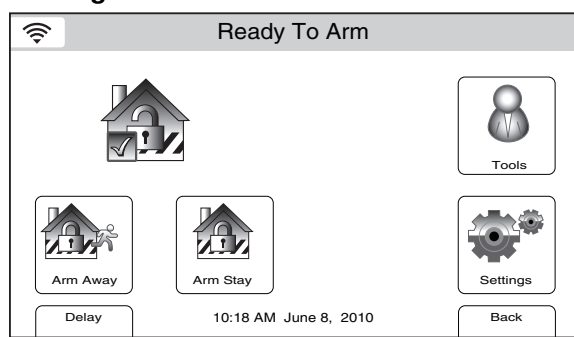 Ready To Arm
Tools
Arm Away
Arm Stay
Settings
Delay
10:18 AM June 8, 2010
Back